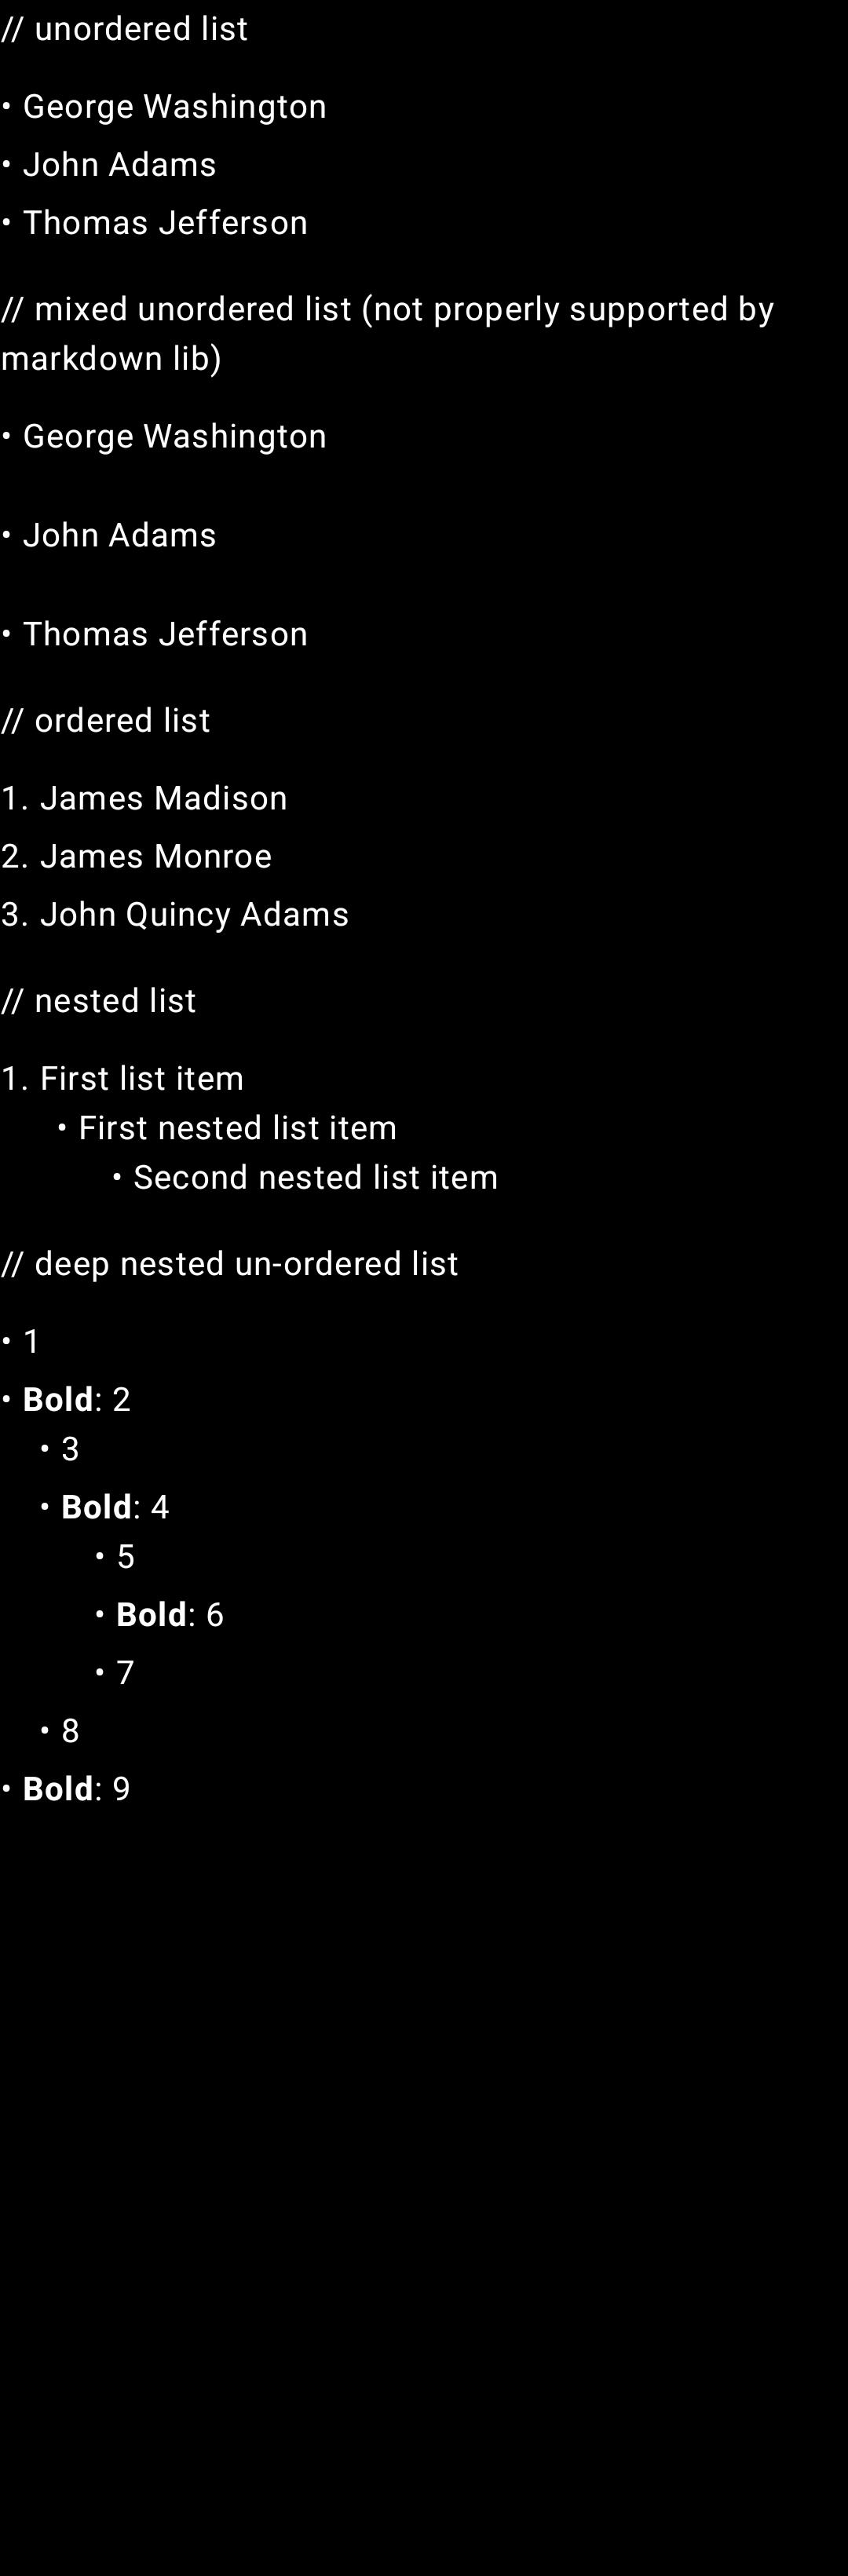 // unordered list
• George Washington
• John Adams
• Thomas Jefferson
// mixed unordered list (not properly supported by
markdown lib)
• George Washington
• John Adams
• Thomas Jefferson
// ordered list
1. James Madison
2. James Monroe
3. John Quincy Adams
// nested list
1. First list item
• First nested list item
• Second nested list item
// deep nested un-ordered list
• 1
• Bold: 2
• 3
• Bold: 4
• 5
• Bold: 6
• 7
• 8
• Bold: 9